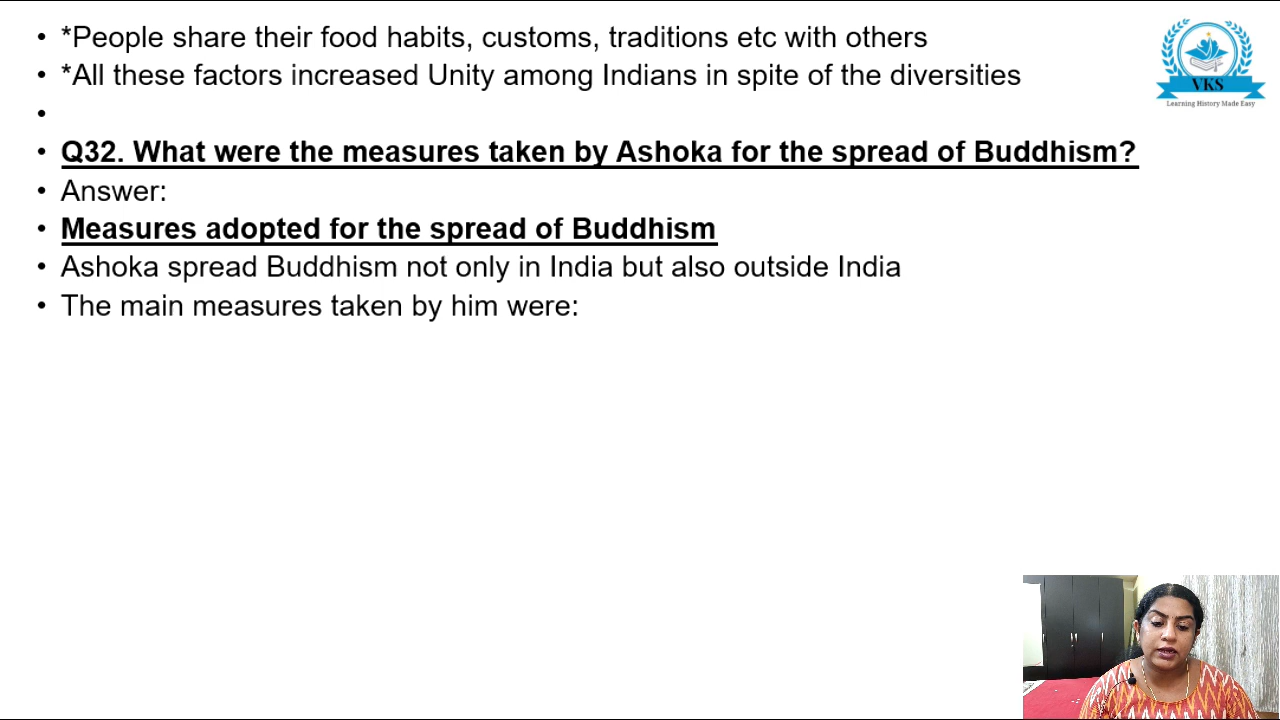 • *People share their food habits, customs, traditions etc with others
• *All these factors increased Unity among Indians in spite of the diversities
•
• Q32. What were the measures taken by Ashoka for the spread of Buddhism?
• Answer:
• Measures adopted for the spread of Buddhism
• Ashoka spread Buddhism not only in India but also outside India
• The main measures taken by him were:
VKS
Learning History Made Easy